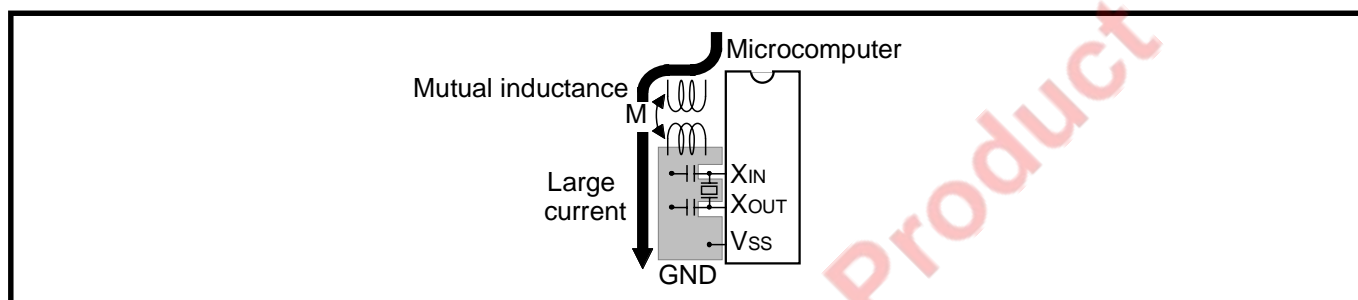 Microcomputer
Mutual inductance
M
Large
current
XIN
XOUT
VSS
GND
Product